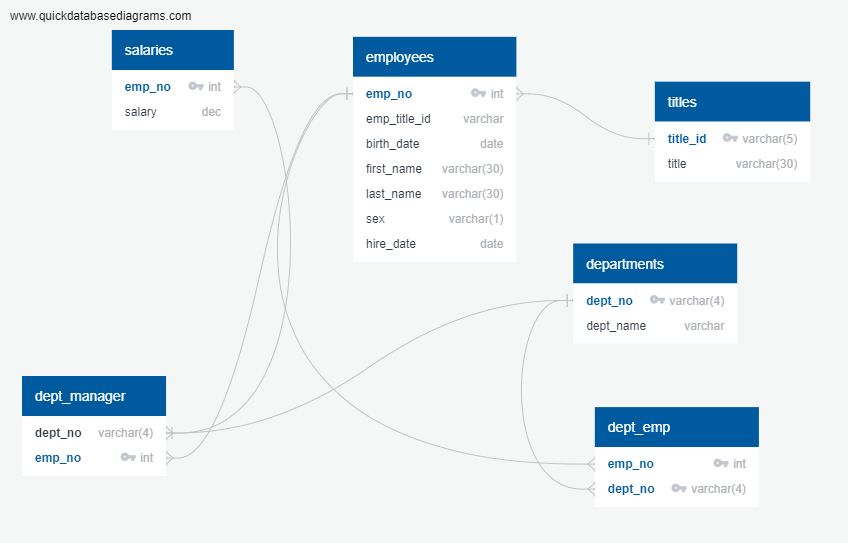 www.quickdatabasediagrams.com
salaries
emp_no int
salary dec
employees
emp_no int
emp_title_id varchar
birth_date date
first_name varchar(30)
last_name varchar(30)
sex varchar(1)
hire_date date
titles
title_id varchar(5)
title varchar(30)
departments
dept_no varchar(4)
dept_name varchar
dept_manager
dept_no varchar(4)
emp_no int
dept_emp
emp_no int
dept_no varchar(4)